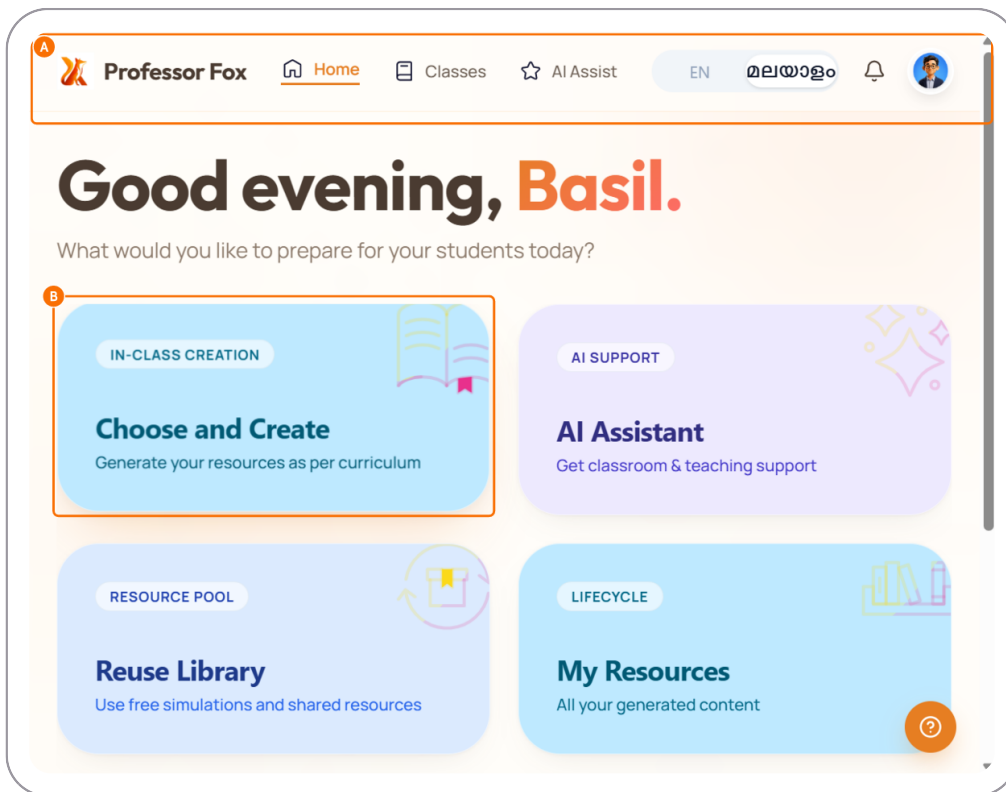 A
Professor Fox
Home
Classes
AI Assist
EN
മലയാളം
Good evening, Basil.
What would you like to prepare for your students today?
B
IN-CLASS CREATION
Choose and Create
Generate your resources as per curriculum
AI SUPPORT
AI Assistant
Get classroom & teaching support
RESOURCE POOL
Reuse Library
Use free simulations and shared resources
LIFECYCLE
My Resources
All your generated content
?